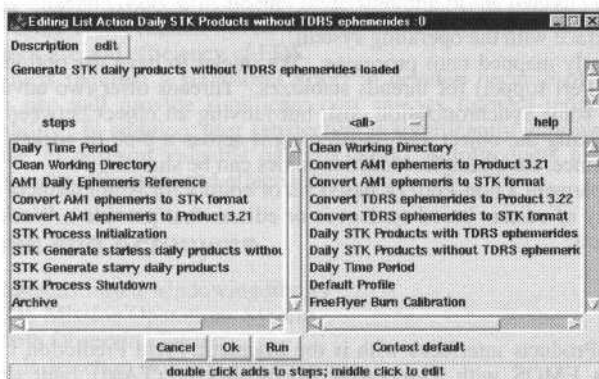 Editing List Action Daily STK Products without TDRS ephemerides :0
Description edit
Generate STK daily products without TDRS ephemerides loaded
steps <all> help
Daily Time Period
Clean Working Directory
AM1 Daily Ephemeris Reference
Convert AM1 ephemeris to STK format
Convert AM1 ephemeris to Product 3.21
STK Process Initialization
STK Generate starless daily products withou
STK Generate starry daily products
STK Process Shutdown
Archive
Clean Working Directory
Convert AM1 ephemeris to Product 3.21
Convert AM1 ephemeris to STK format
Convert TDRS ephemerides to Product 3.22
Convert TDRS ephemerides to STK format
Daily STK Products with TDRS ephemerides
Daily STK Products without TDRS ephemeric
Daily Time Period
Default Profile
FreeFlyer Burn Calibration
Cancel Ok Run Context default
double click adds to steps; middle click to edit